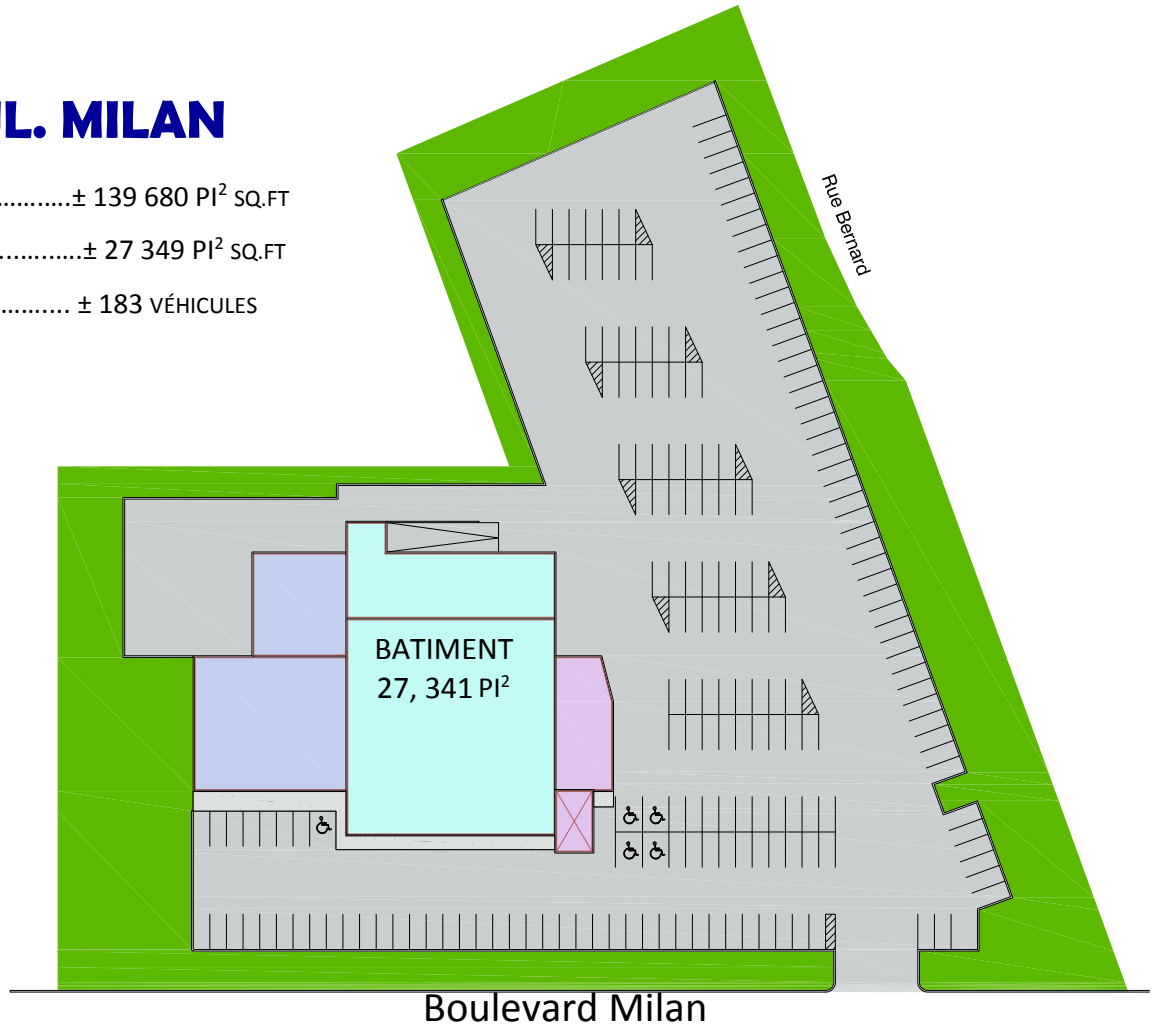 L. MILAN
............± 139 680 PI² SQ.FT
..............± 27 349 PI² SQ.FT
............ ± 183 VÉHICULES
Rue Bernard
BATIMENT
27, 341 PI²
Boulevard Milan